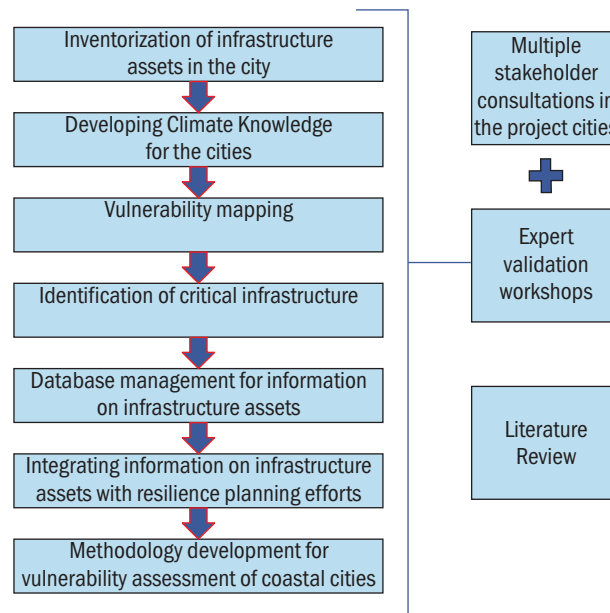 Inventorization of infrastructure
assets in the city
Developing Climate Knowledge
for the cities
Vulnerability mapping
Identification of critical infrastructure
Database management for information
on infrastructure assets
Integrating information on infrastructure
assets with resilience planning efforts
Methodology development for
vulnerability assessment of coastal cities
Multiple
stakeholder
consultations in
the project cities
Expert
validation
workshops
Literature
Review